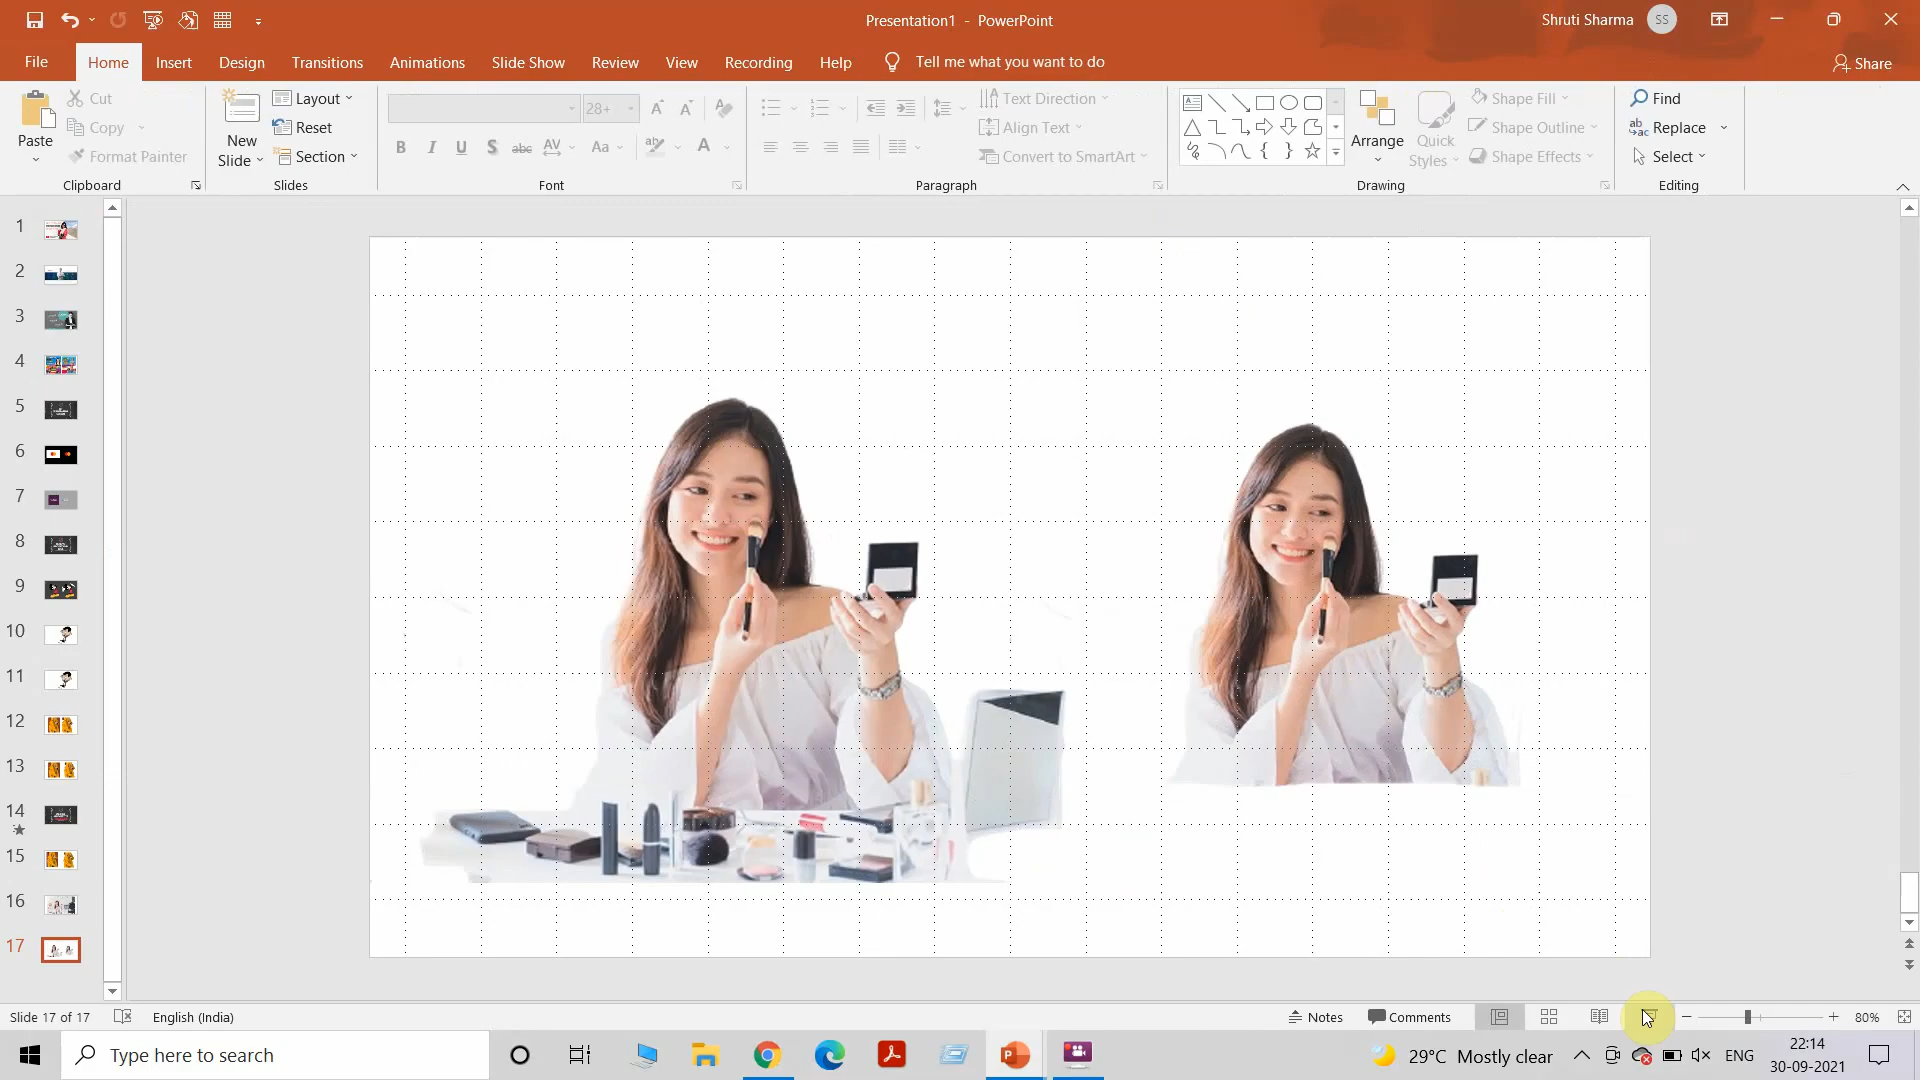 Presentation1 - PowerPoint
Shruti Sharma SS
File Home Insert Design Transitions Animations Slide Show Review View Recording Help Tell me what you want to do Share
Paste
Cut
Copy
Format Painter
Clipboard
New Slide
Layout
Reset
Section
Slides
28+
B I U S abc AV Aa A
Font
Text Direction
Align Text
Convert to SmartArt
Paragraph
Arrange
Quick Styles
Shape Fill
Shape Outline
Shape Effects
Drawing
Find
Replace
Select
Editing
1
2
3
4
5
6
7
8
9
10
11
12
13
14
15
16
17
Slide 17 of 17 English (India) Notes Comments 80%
Type here to search
29°C Mostly clear ENG
22:14
30-09-2021